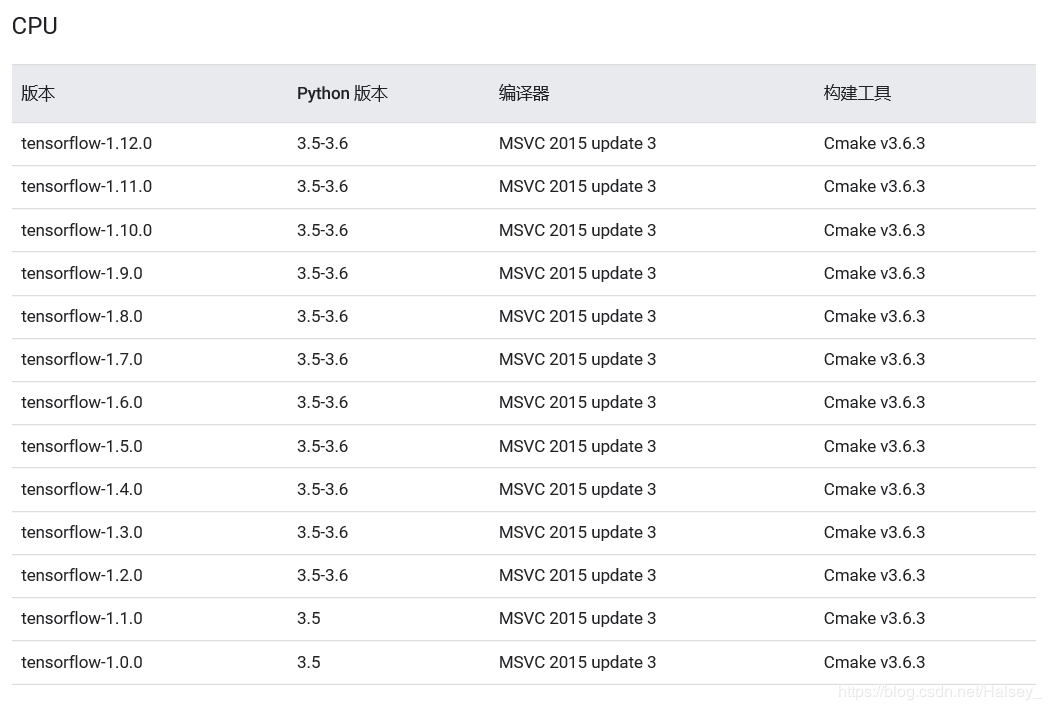 CPU
版本 Python 版本 编译器 构建工具
tensorflow-1.12.0 3.5-3.6 MSVC 2015 update 3 Cmake v3.6.3
tensorflow-1.11.0 3.5-3.6 MSVC 2015 update 3 Cmake v3.6.3
tensorflow-1.10.0 3.5-3.6 MSVC 2015 update 3 Cmake v3.6.3
tensorflow-1.9.0 3.5-3.6 MSVC 2015 update 3 Cmake v3.6.3
tensorflow-1.8.0 3.5-3.6 MSVC 2015 update 3 Cmake v3.6.3
tensorflow-1.7.0 3.5-3.6 MSVC 2015 update 3 Cmake v3.6.3
tensorflow-1.6.0 3.5-3.6 MSVC 2015 update 3 Cmake v3.6.3
tensorflow-1.5.0 3.5-3.6 MSVC 2015 update 3 Cmake v3.6.3
tensorflow-1.4.0 3.5-3.6 MSVC 2015 update 3 Cmake v3.6.3
tensorflow-1.3.0 3.5-3.6 MSVC 2015 update 3 Cmake v3.6.3
tensorflow-1.2.0 3.5-3.6 MSVC 2015 update 3 Cmake v3.6.3
tensorflow-1.1.0 3.5 MSVC 2015 update 3 Cmake v3.6.3
tensorflow-1.0.0 3.5 MSVC 2015 update 3 Cmake v3.6.3
https://blog.csdn.net/Halsey_